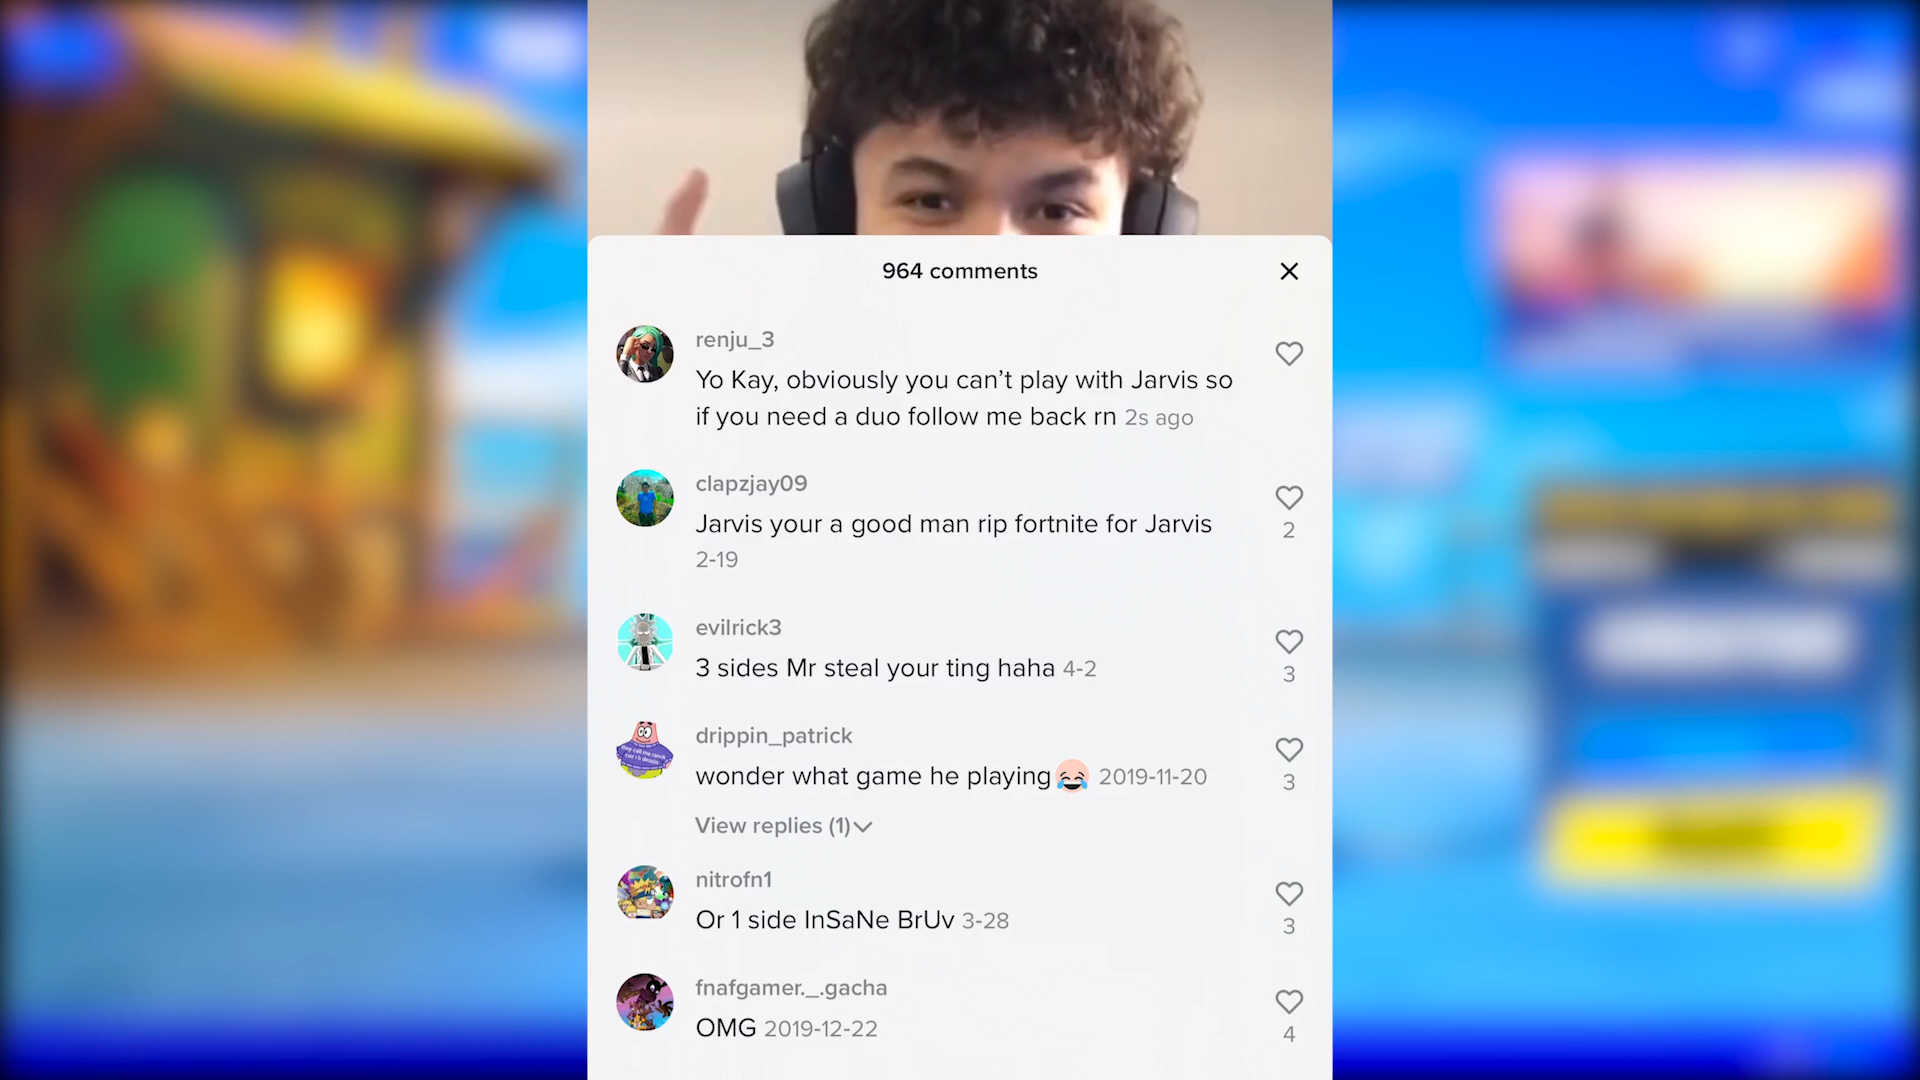 964 comments
renju_3
Yo Kay, obviously you can't play with Jarvis so
if you need a duo follow me back rn 2s ago
clapzjay09
Jarvis your a good man rip fortnite for Jarvis
2-19
2
evilrick3
3 sides Mr steal your ting haha 4-2
3
drippin_patrick
wonder what game he playing😂 2019-11-20
3
View replies (1)
nitrofn1
Or 1 side InSaNe BrUv 3-28
3
fnafgamer._.gacha
OMG 2019-12-22
4